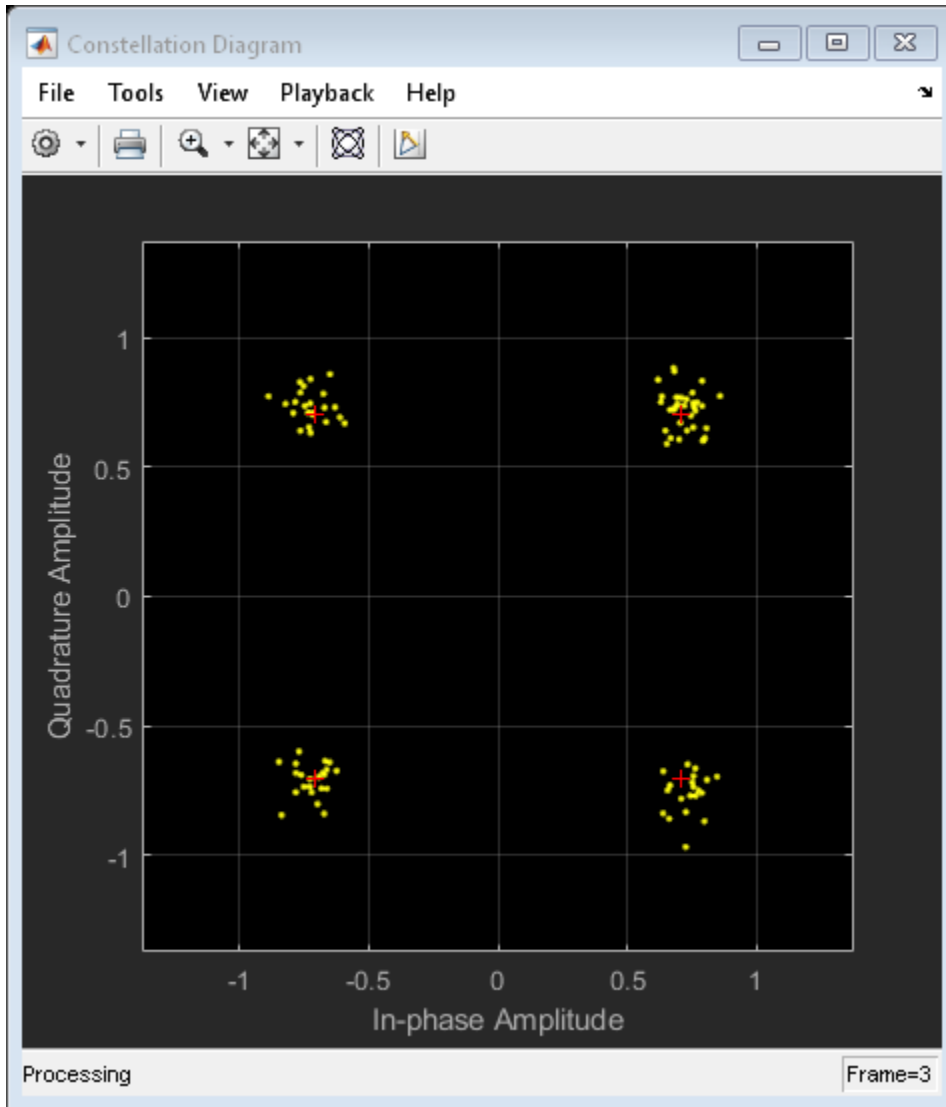 Constellation Diagram
File Tools View Playback Help
1
0.5
0
-0.5
-1
Quadrature Amplitude
-1 -0.5 0 0.5 1
In-phase Amplitude
Processing Frame=3